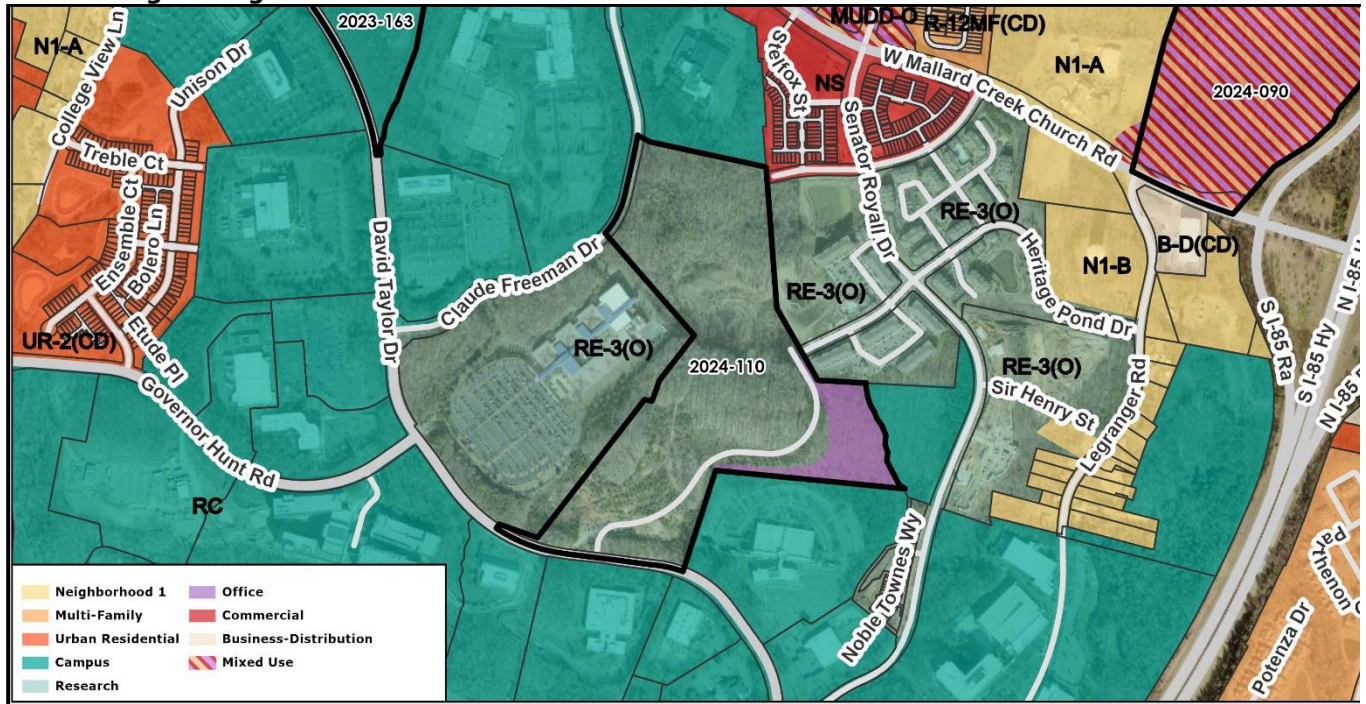 2023-163
N1-A
College View Ln
Unison Dr
Treble Ct
Ensemble Ct
Bolero Ln
Etude Pl
UR-2(CD)
Governor Hunt Rd
RC
David Taylor Dr
Claude Freeman Dr
RE-3(O)
2024-110
MUDD-O
R-12MF(CD)
Stelfox St
NS
Senator Royall Dr
W Mallard Creek Church Rd
N1-A
2024-090
RE-3(O)
RE-3(O)
Heritage Pond Dr
N1-B
B-D(CD)
RE-3(O)
Sir Henry St
Legranger Rd
Noble Townes Wy
S I-85 Ra
S I-85 Hy
N I-85
N I-85
Parthenon
Potenza Dr
Neighborhood 1
Multi-Family
Urban Residential
Campus
Research
Office
Commercial
Business-Distribution
Mixed Use